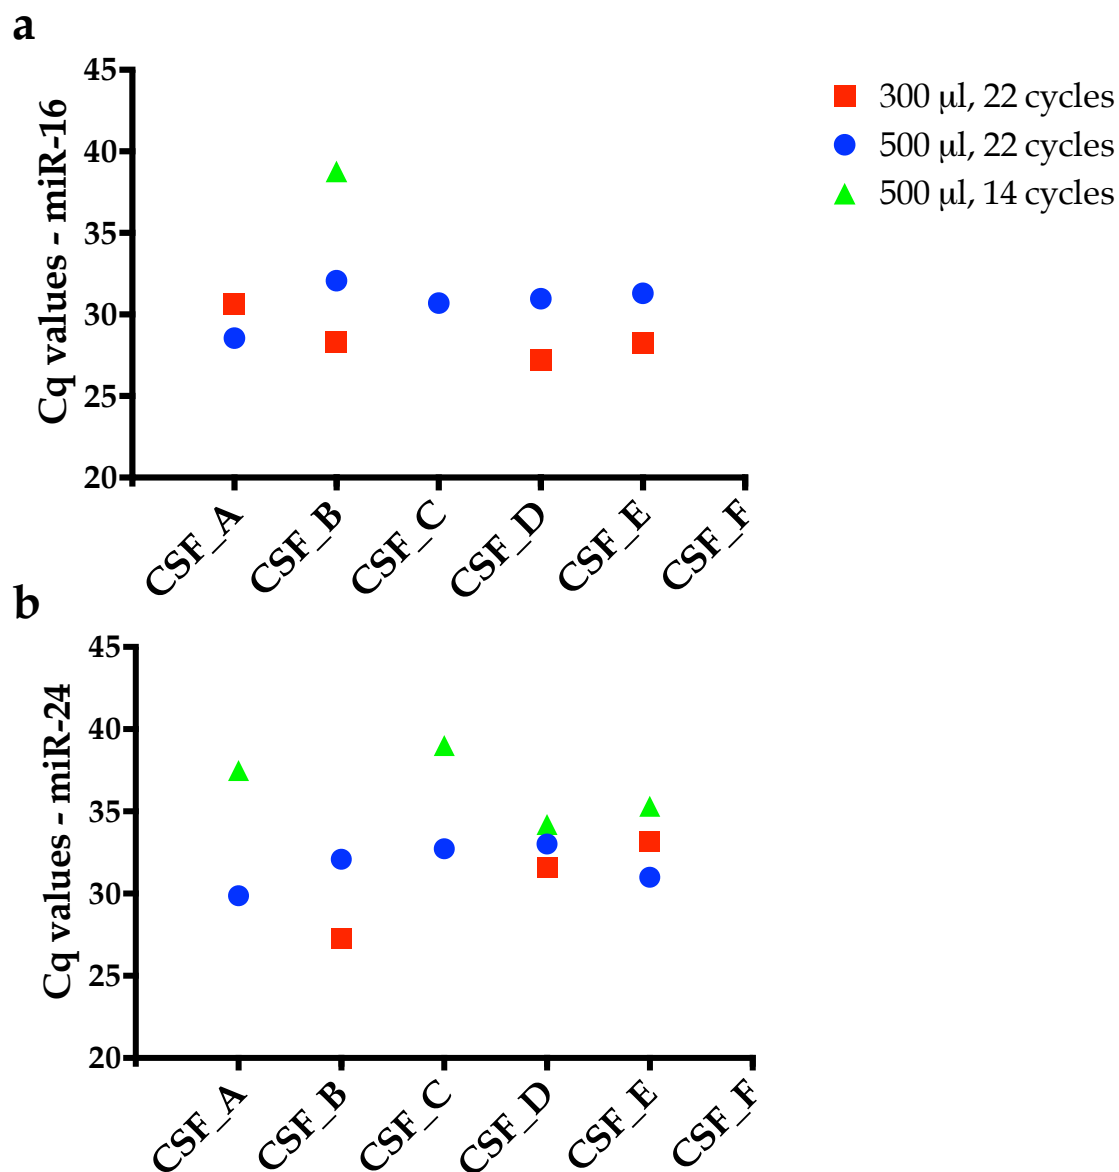 a
45
40
35
30
25
20
Cq values - miR-16
CSF_A
CSF_B
CSF_C
CSF_D
CSF_E
CSF_F
300 µl, 22 cycles
500 µl, 22 cycles
500 µl, 14 cycles
b
45
40
35
30
25
20
Cq values - miR-24
CSF_A
CSF_B
CSF_C
CSF_D
CSF_E
CSF_F